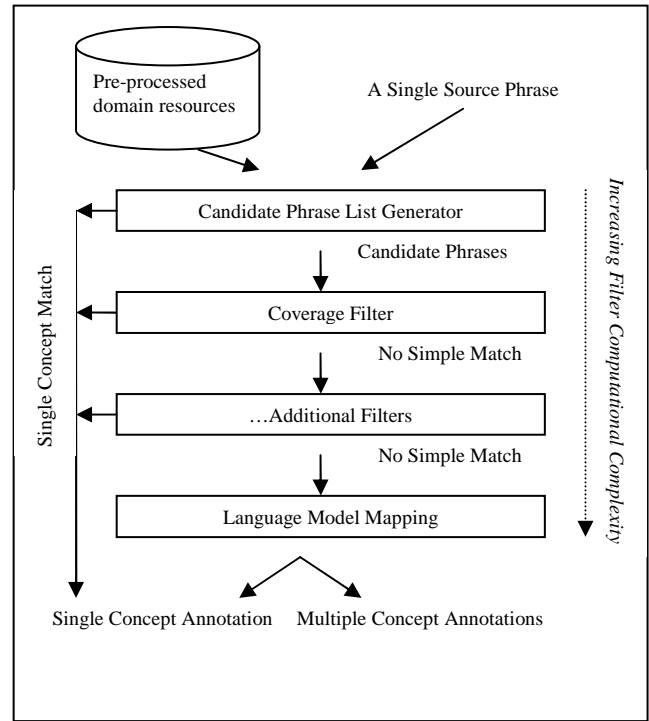 Pre-processed
domain resources
A Single Source Phrase
Candidate Phrase List Generator
Candidate Phrases
Coverage Filter
No Simple Match
…Additional Filters
No Simple Match
Language Model Mapping
Single Concept Annotation
Multiple Concept Annotations
Single Concept Match
Increasing Filter Computational Complexity